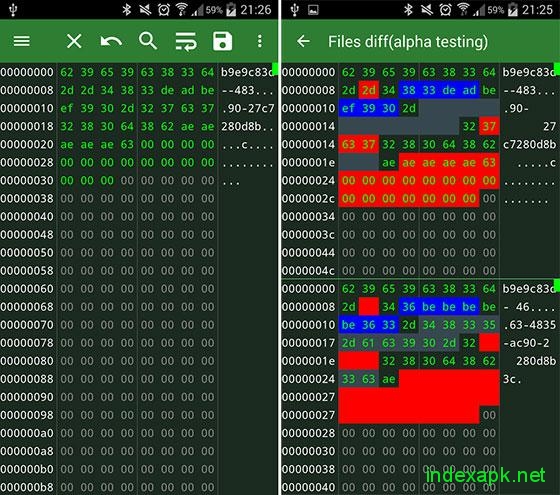 59% 21:25
00000000 62 39 65 39 63 38 33 64 b9e9c83d
00000008 2d 2d 34 38 33 de ad be --483...
00000010 ef 39 30 2d 32 37 63 37 .90-27c7
00000018 32 38 30 64 38 62 ae ae 280d8b..
00000020 ae ae ae 63 00 00 00 00 ...c....
00000028 00 00 00 00 00 00 00 00 ........
00000030 00 00 00 00 00 00 00 00 ...
00000038 00 00 00 00 00 00 00 00
00000040 00 00 00 00 00 00 00 00
00000048 00 00 00 00 00 00 00 00
00000050 00 00 00 00 00 00 00 00
00000058 00 00 00 00 00 00 00 00
00000060 00 00 00 00 00 00 00 00
00000068 00 00 00 00 00 00 00 00
00000070 00 00 00 00 00 00 00 00
00000078 00 00 00 00 00 00 00 00
00000080 00 00 00 00 00 00 00 00
00000088 00 00 00 00 00 00 00 00
00000090 00 00 00 00 00 00 00 00
00000098 00 00 00 00 00 00 00 00
000000a0 00 00 00 00 00 00 00 00
000000a8 00 00 00 00 00 00 00 00
000000b0 00 00 00 00 00 00 00 00
000000b8 00 00 00 00 00 00 00 00
59% 21:26
Files diff(alpha testing)
00000000 62 39 65 39 63 38 33 64 b9e9c83d
00000008 2d 2d 34 38 33 de ad be --483...
00000010 ef 39 30 2d .90-
00000014 32 37 27
00000014 63 37 32 38 30 64 38 62 c7280d8b
0000001e ae ae ae ae ae 63 .....c
00000024 00 00 00 00 00 00 00 00 ........
0000002c 00 00 00 00 00 00 00 00 .......
00000034 00 00 00 00 00 00 00 00
0000003c 00 00 00 00 00 00 00 00
00000044 00 00 00 00 00 00 00 00
0000004c 00 00 00 00 00 00 00 00
00000000 62 39 65 39 63 38 33 64 b9e9c83d
00000008 2d 34 36 be be be be - 46....
00000010 be 36 33 2d 34 38 33 35 .63-4835
00000017 2d 61 63 39 30 2d 32 -ac90-2
0000001e 32 38 30 64 38 62 280d8b
00000024 33 63 ae 3c.
00000027
00000027 00
00000028 00 00 00 00 00 00 00 00
00000030 00 00 00 00 00 00 00 00
00000038 00 00 00 00 00 00 00 00
00000040 00 00 00 00 00 00 00 00
indexapk.net